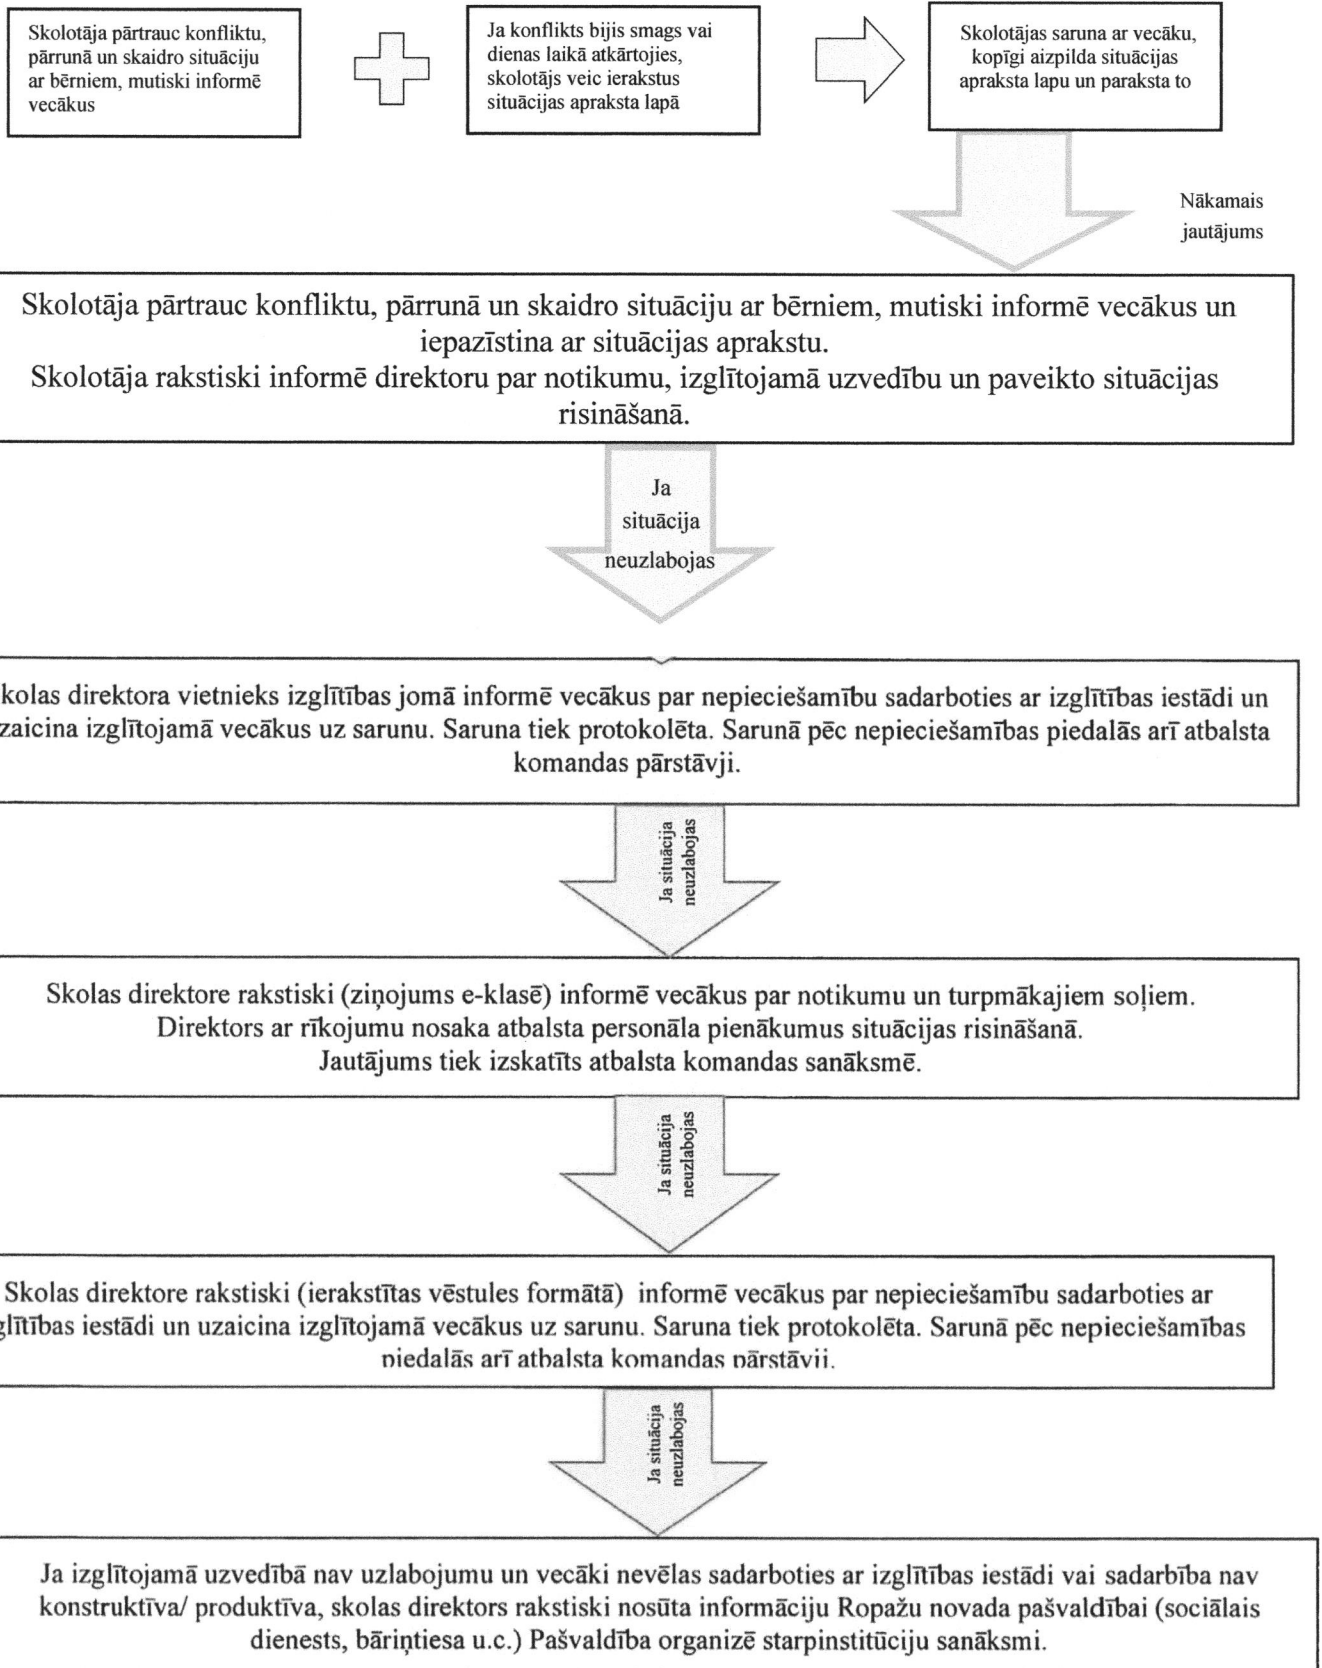 Skolotāja pārtrauc konfliktu,
pārrunā un skaidro situāciju
ar bērniem, mutiski informē
vecākus
Ja konflikts bijis smags vai
dienas laikā atkārtojies,
skolotājs veic ierakstus
situācijas apraksta lapā
Skolotājas saruna ar vecāku,
kopīgi aizpilda situācijas
apraksta lapu un paraksta to
Nākamais
jautājums
Skolotāja pārtrauc konfliktu, pārrunā un skaidro situāciju ar bērniem, mutiski informē vecākus un
iepazīstina ar situācijas aprakstu.
Skolotāja rakstiski informē direktoru par notikumu, izglītojamā uzvedību un paveikto situācijas
risināšanā.
Ja
situācija
neuzlabojas
kolas direktora vietnieks izglītības jomā informē vecākus par nepieciešamību sadarboties ar izglītības iestādi un
zaicina izglītojamā vecākus uz sarunu. Saruna tiek protokolēta. Sarunā pēc nepieciešamības piedalās arī atbalsta
komandas pārstāvji.
Ja situācija
neuzlabojas
Skolas direktore rakstiski (ziņojums e-klasē) informē vecākus par notikumu un turpmākajiem soļiem.
Direktors ar rīkojumu nosaka atbalsta personāla pienākumus situācijas risināšanā.
Jautājums tiek izskatīts atbalsta komandas sanāksmē.
Ja situācija
neuzlabojas
Skolas direktore rakstiski (ierakstītas vēstules formātā) informē vecākus par nepieciešamību sadarboties ar
glītības iestādi un uzaicina izglītojamā vecākus uz sarunu. Saruna tiek protokolēta. Sarunā pēc nepieciešamības
piedalās arī atbalsta komandas pārstāvji.
Ja situācija
neuzlabojas
Ja izglītojamā uzvedībā nav uzlabojumu un vecāki nevēlas sadarboties ar izglītības iestādi vai sadarbība nav
konstruktīva/ produktīva, skolas direktors rakstiski nosūta informāciju Ropažu novada pašvaldībai (sociālais
dienests, bāriņtiesa u.c.) Pašvaldība organizē starpinstitūciju sanāksmi.